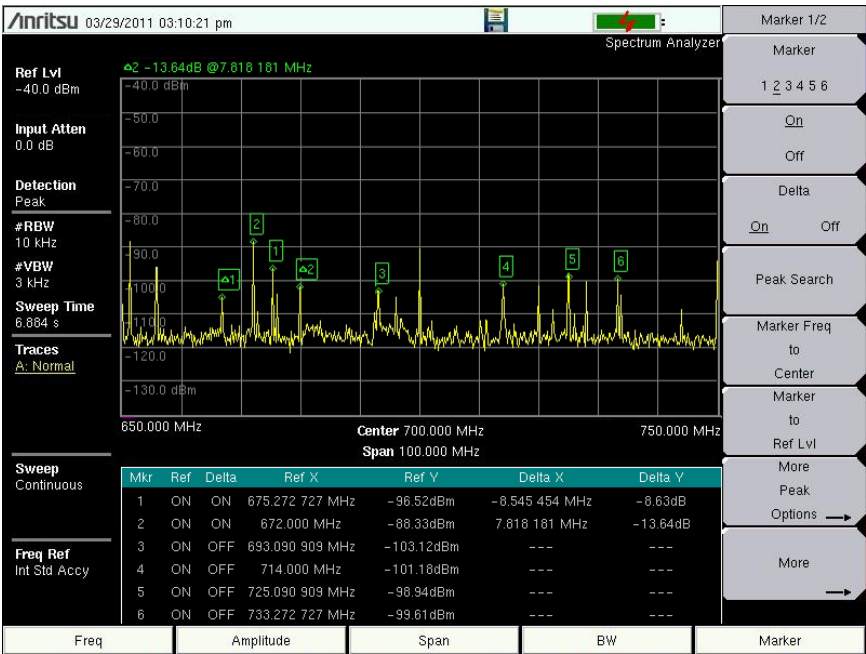 Anritsu 03/29/2011 03:10:21 pm
Spectrum Analyzer
Ref Lvl
-40.0 dBm
Input Atten
0.0 dB
Detection
Peak
#RBW
10 kHz
#VBW
3 kHz
Sweep Time
6.884 s
Traces
A: Normal
Sweep
Continuous
Freq Ref
Int Std Accy
Δ2 -13.64dB @7.818 181 MHz
-40.0 dBm
-50.0
-60.0
-70.0
-80.0
-90.0
-100.0
-110.0
-120.0
-130.0 dBm
Δ1
2
1
Δ2
3
4
5
6
650.000 MHz
Center 700.000 MHz
750.000 MHz
Span 100.000 MHz
Mkr Ref Delta Ref X Ref Y Delta X Delta Y
1 ON ON 675.272 727 MHz -96.52dBm -8.545 454 MHz -8.63dB
2 ON ON 672.000 MHz -88.33dBm 7.818 181 MHz -13.64dB
3 ON OFF 693.090 909 MHz -103.12dBm --- ---
4 ON OFF 714.000 MHz -101.18dBm --- ---
5 ON OFF 725.090 909 MHz -98.94dBm --- ---
6 ON OFF 733.272 727 MHz -99.61dBm --- ---
Marker 1/2
Marker
1 2 3 4 5 6
On
Off
Delta
On Off
Peak Search
Marker Freq
to
Center
Marker
to
Ref Lvl
More
Peak
Options
More
Freq Amplitude Span BW Marker